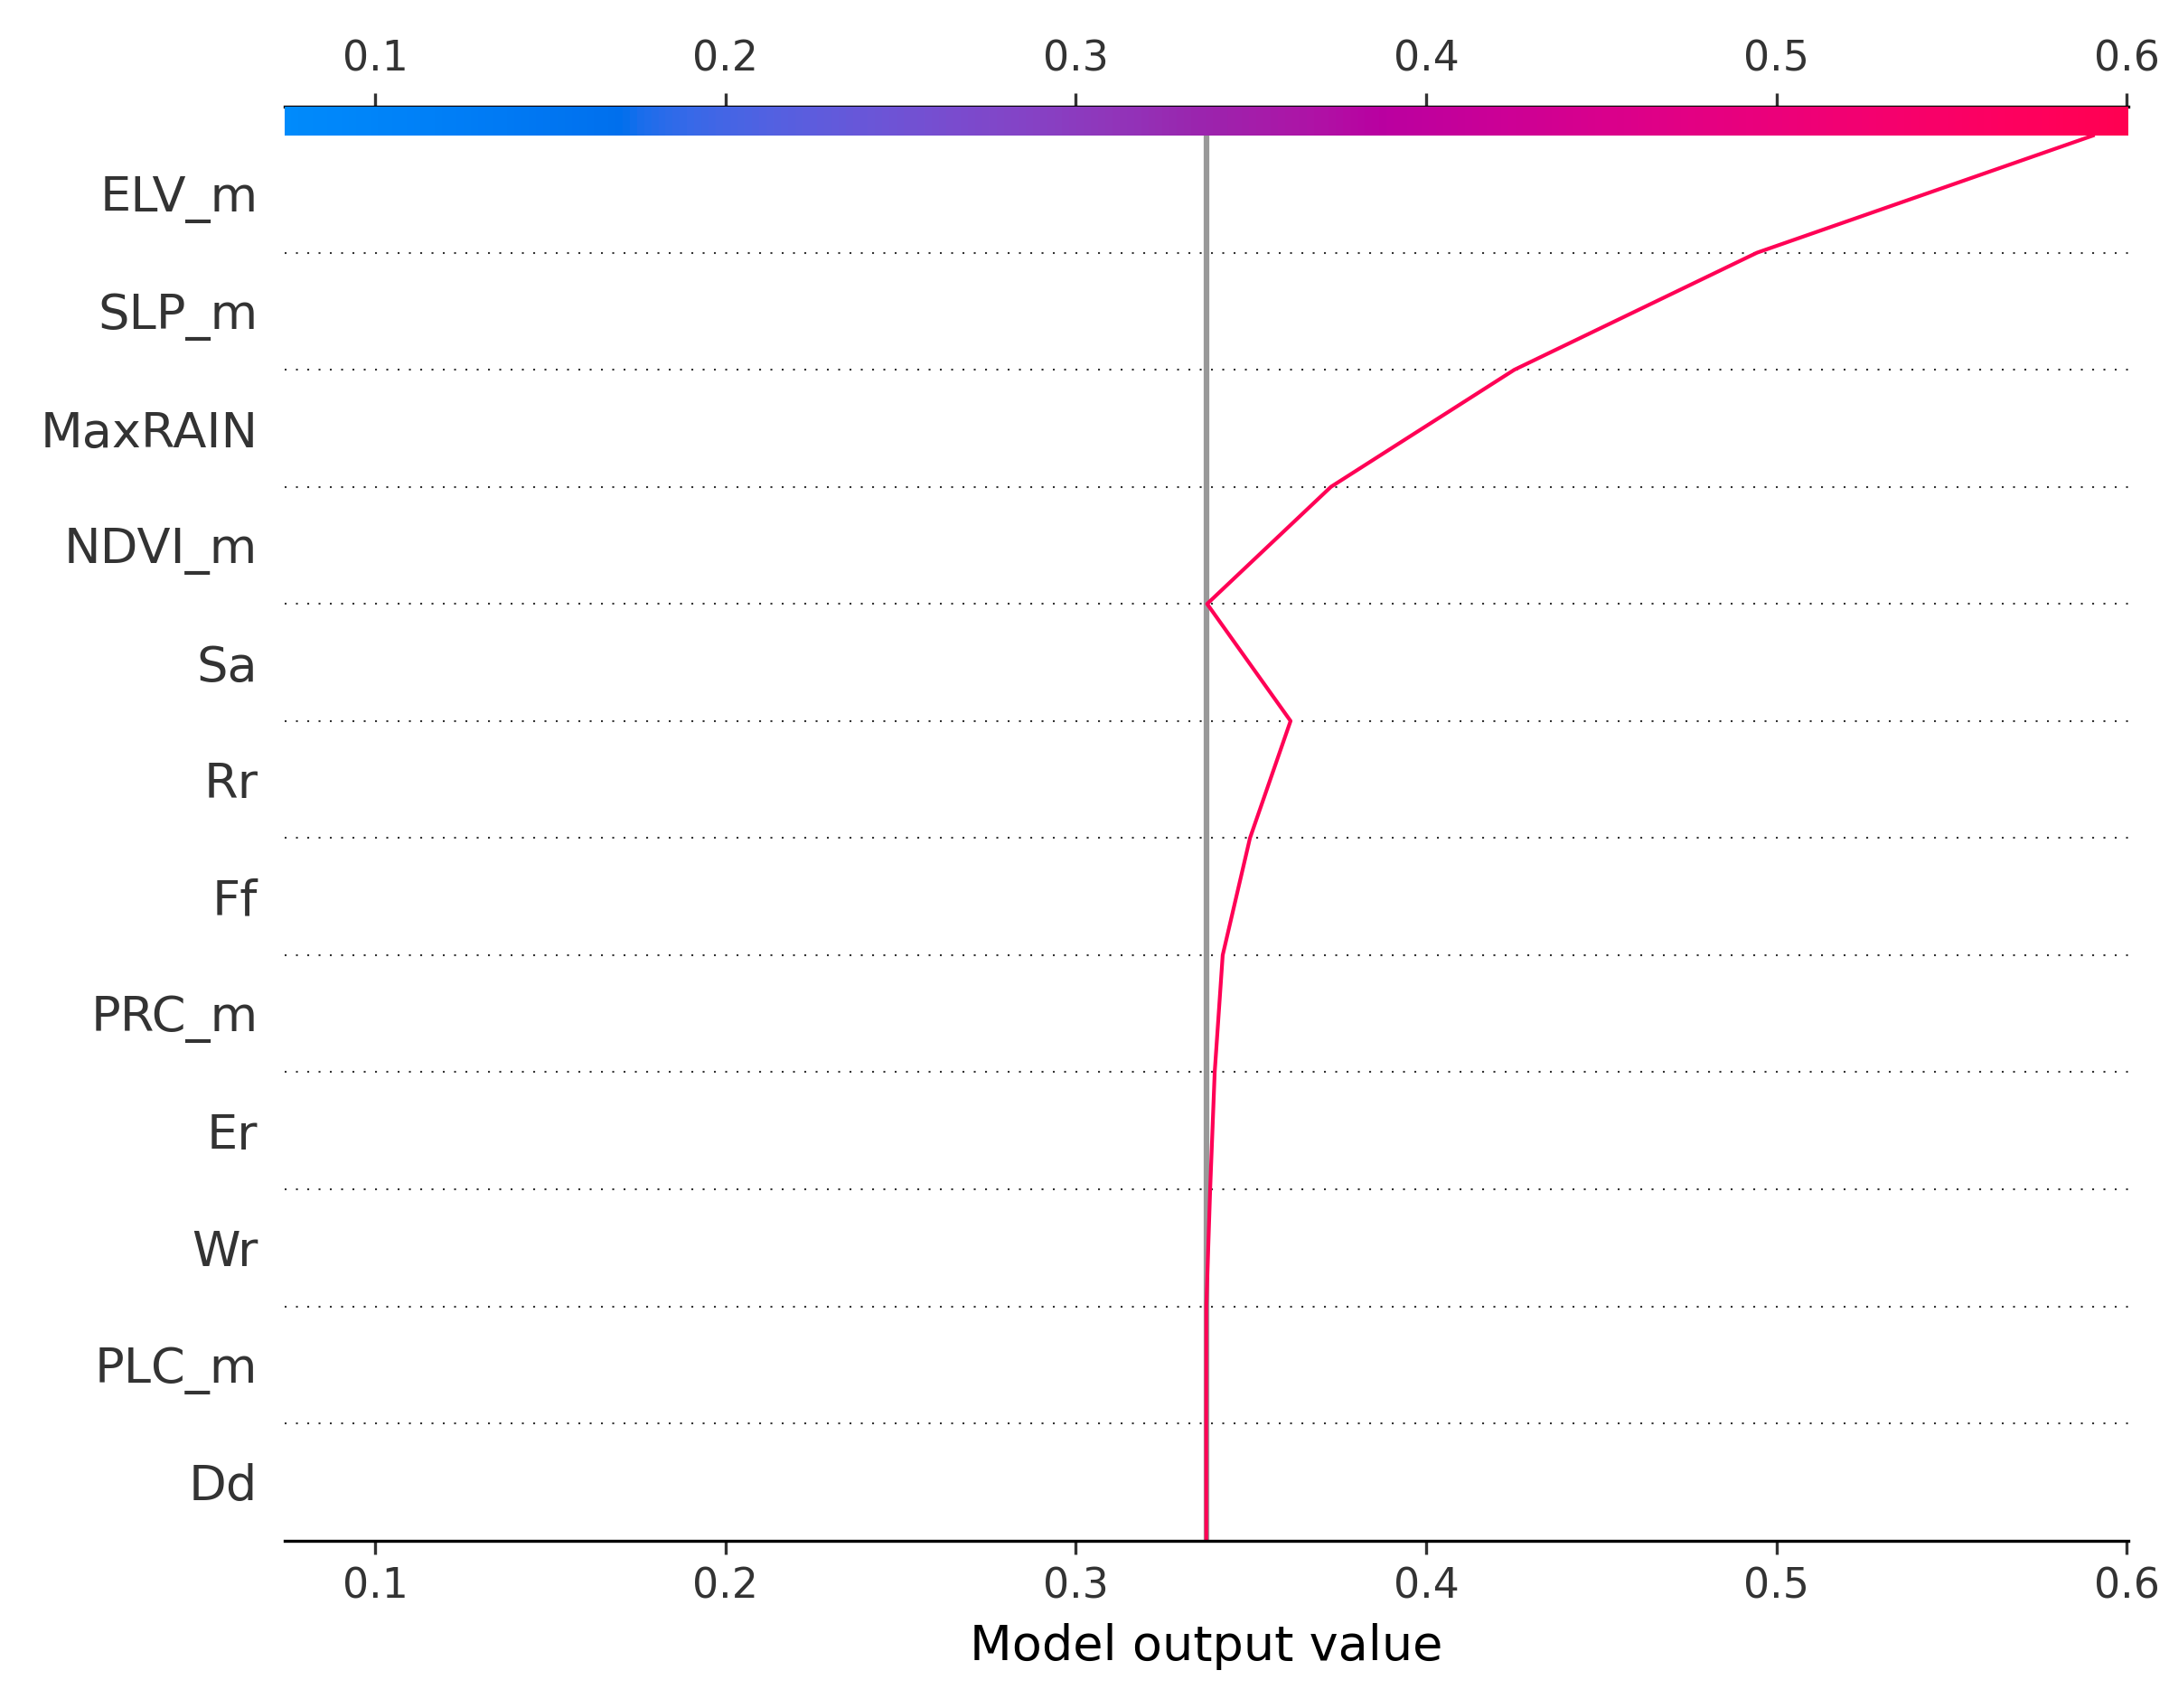 0.1 0.2 0.3 0.4 0.5 0.6
ELV_m
SLP_m
MaxRAIN
NDVI_m
Sa
Rr
Ff
PRC_m
Er
Wr
PLC_m
Dd
0.1 0.2 0.3 0.4 0.5 0.6
Model output value